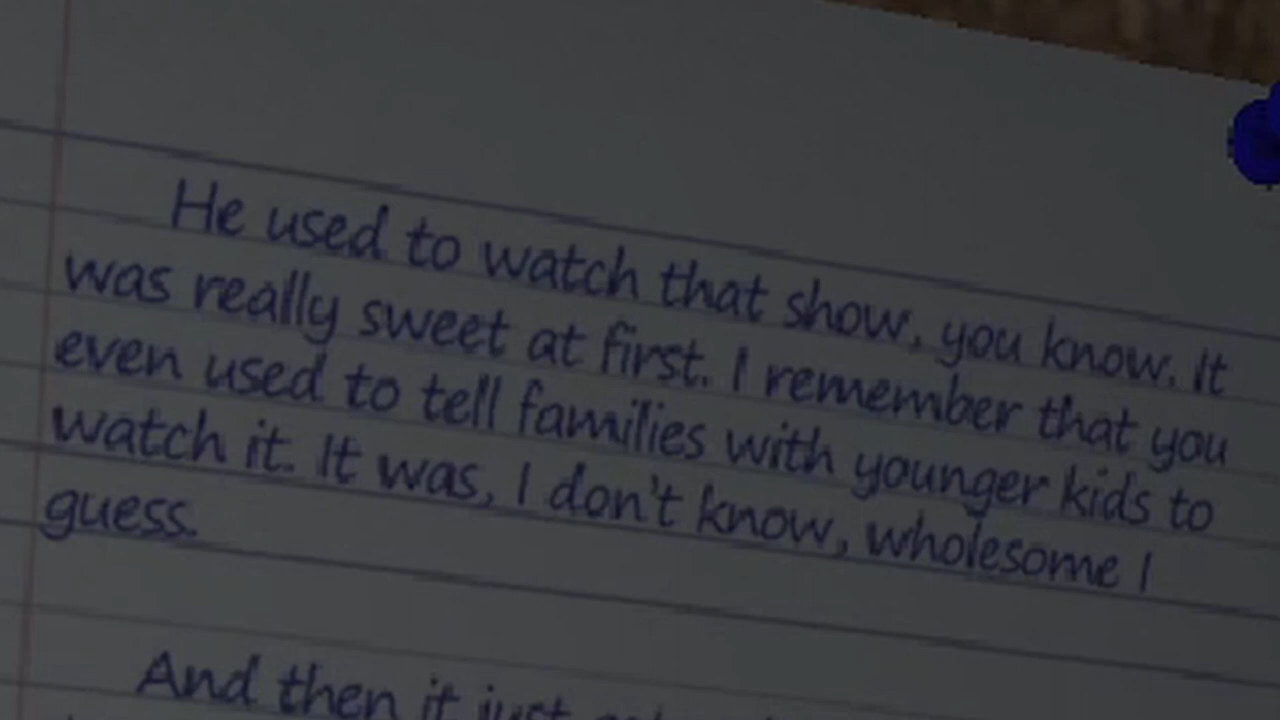 He used to watch that show, you know. It
was really sweet at first. I remember that you
even used to tell families with younger kids to
watch it. It was, I don't know, wholesome I
guess.
And then it just